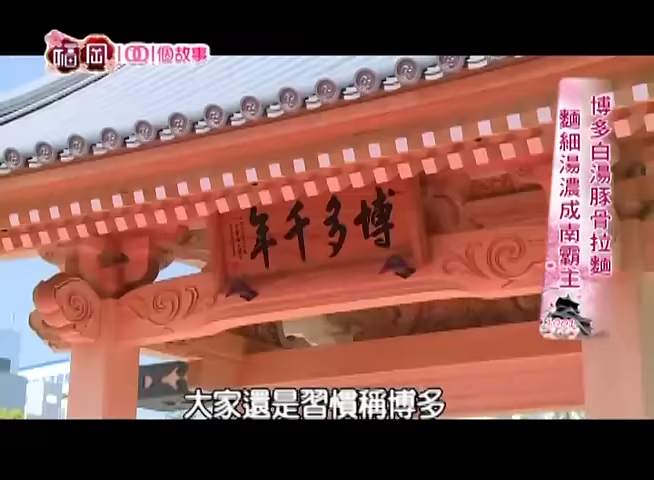 福岡1001個故事
博多白湯豚骨拉麵
麵細湯濃成南霸主
博多千年
大家還是習慣稱博多